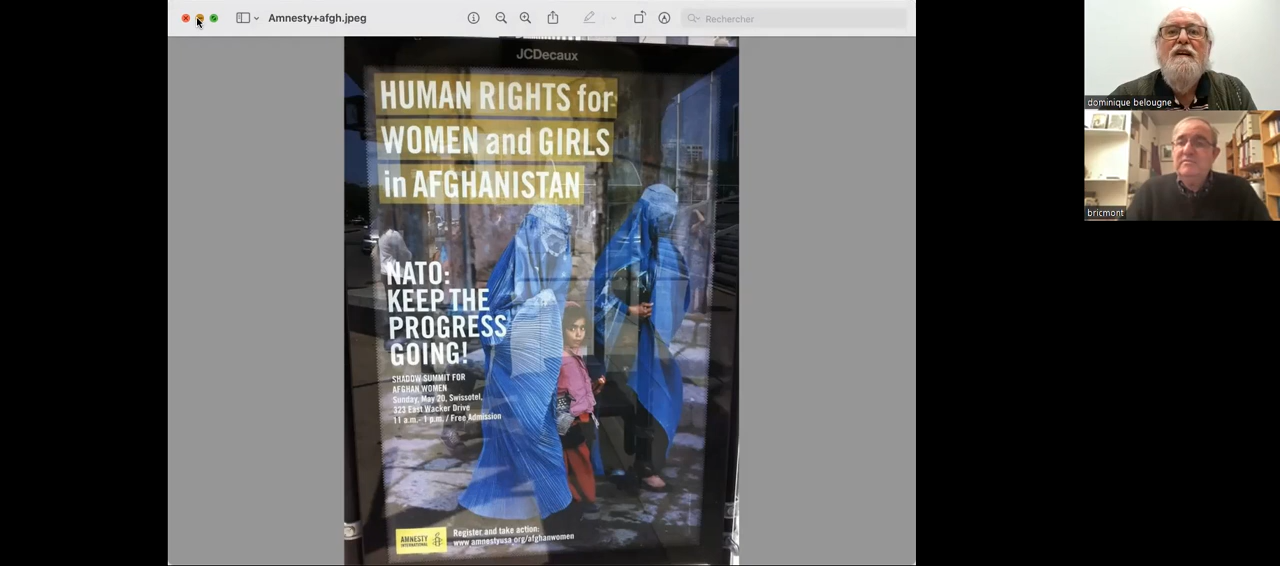 Amnesty+afgh.jpeg
Rechercher
JCDecaux
HUMAN RIGHTS for
WOMEN and GIRLS
in AFGHANISTAN
NATO:
KEEP THE
PROGRESS
GOING!
SHADOW SUMMIT FOR
AFGHAN WOMEN
Sunday, May 20, Swissotel,
323 East Wacker Drive
11 a.m.- 1 p.m. / Free Admission
AMNESTY
INTERNATIONAL
Register and take action:
www.amnestyusa.org/afghanwomen
dominique belougne
bricmont